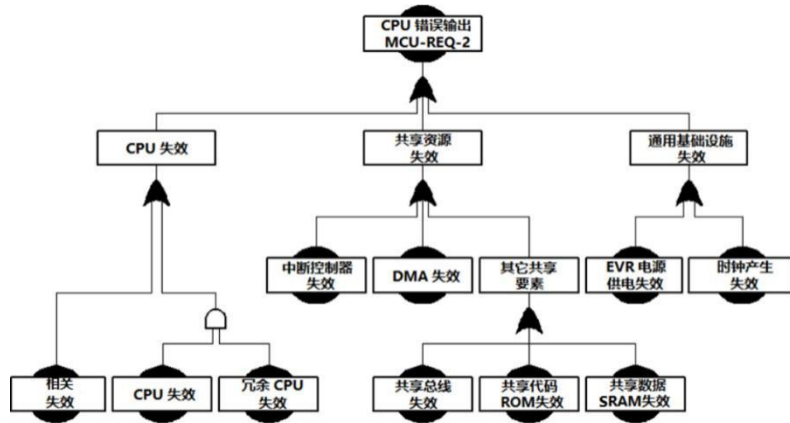 CPU 错误输出
MCU-REQ-2
CPU 失效
共享资源
失效
通用基础设施
失效
中断控制器
失效
DMA 失效
其它共享
要素
EVR 电源
供电失效
时钟产生
失效
相关
失效
CPU 失效
冗余 CPU
失效
共享总线
失效
共享代码
ROM失效
共享数据
SRAM失效